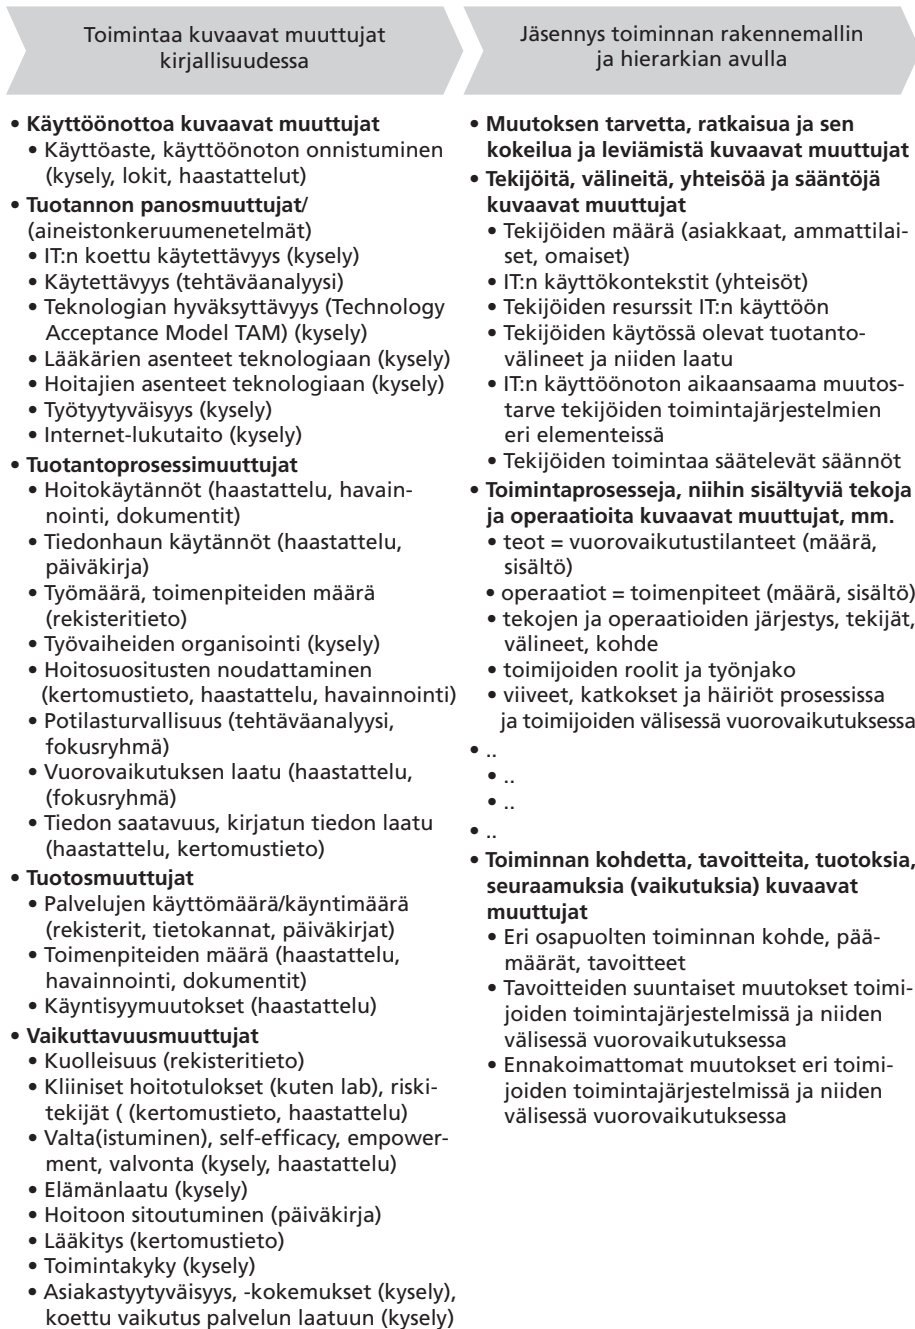 Toimintaa kuvaavat muuttujat
kirjallisuudessa
• Käyttöönottoa kuvaavat muuttujat
• Käyttöaste, käyttöönoton onnistuminen
(kysely, lokit, haastattelut)
• Tuotannon panosmuuttujat/
(aineistonkeruumenetelmät)
• IT:n koettu käytettävyys (kysely)
• Käytettävyys (tehtäväanalyysi)
• Teknologian hyväksyttävyys (Technology
Acceptance Model TAM) (kysely)
• Lääkärien asenteet teknologiaan (kysely)
• Hoitajien asenteet teknologiaan (kysely)
• Työtyytyväisyys (kysely)
• Internet-lukutaito (kysely)
• Tuotantoprosessimuuttujat
• Hoitokäytännöt (haastattelu, havain-
nointi, dokumentit)
• Tiedonhaun käytännöt (haastattelu,
päiväkirja)
• Työmäärä, toimenpiteiden määrä
(rekisteritieto)
• Työvaiheiden organisointi (kysely)
• Hoitosuositusten noudattaminen
(kertomustieto, haastattelu, havainnointi)
• Potilasturvallisuus (tehtäväanalyysi,
fokusryhmä)
• Vuorovaikutuksen laatu (haastattelu,
(fokusryhmä)
• Tiedon saatavuus, kirjatun tiedon laatu
(haastattelu, kertomustieto)
• Tuotosmuuttujat
• Palvelujen käyttömäärä/käyntimäärä
(rekisterit, tietokannat, päiväkirjat)
• Toimenpiteiden määrä (haastattelu,
havainnointi, dokumentit)
• Käyntisyymuutokset (haastattelu)
• Vaikuttavuusmuuttujat
• Kuolleisuus (rekisteritieto)
• Kliiniset hoitotulokset (kuten lab), riski-
tekijät ( (kertomustieto, haastattelu)
• Valta(istuminen), self-efficacy, empower-
ment, valvonta (kysely, haastattelu)
• Elämänlaatu (kysely)
• Hoitoon sitoutuminen (päiväkirja)
• Lääkitys (kertomustieto)
• Toimintakyky (kysely)
• Asiakastyytyväisyys, -kokemukset (kysely),
koettu vaikutus palvelun laatuun (kysely)
Jäsennys toiminnan rakennemallin
ja hierarkian avulla
• Muutoksen tarvetta, ratkaisua ja sen
kokeilua ja leviämistä kuvaavat muuttujat
• Tekijöitä, välineitä, yhteisöä ja sääntöjä
kuvaavat muuttujat
• Tekijöiden määrä (asiakkaat, ammattilai-
set, omaiset)
• IT:n käyttökontekstit (yhteisöt)
• Tekijöiden resurssit IT:n käyttöön
• Tekijöiden käytössä olevat tuotanto-
välineet ja niiden laatu
• IT:n käyttöönoton aikaansaama muutos-
tarve tekijöiden toimintajärjestelmien
eri elementeissä
• Tekijöiden toimintaa säätelevät säännöt
• Toimintaprosesseja, niihin sisältyviä tekoja
ja operaatioita kuvaavat muuttujat, mm.
• teot = vuorovaikutustilanteet (määrä,
sisältö)
• operaatiot = toimenpiteet (määrä, sisältö)
• tekojen ja operaatioiden järjestys, tekijät,
välineet, kohde
• toimijoiden roolit ja työnjako
• viiveet, katkokset ja häiriöt prosessissa
ja toimijoiden välisessä vuorovaikutuksessa
• ..
• ..
• ..
• ..
• Toiminnan kohdetta, tavoitteita, tuotoksia,
seuraamuksia (vaikutuksia) kuvaavat
muuttujat
• Eri osapuolten toiminnan kohde, pää-
määrät, tavoitteet
• Tavoitteiden suuntaiset muutokset toimi-
joiden toimintajärjestelmissä ja niiden
välisessä vuorovaikutuksessa
• Ennakoimattomat muutokset eri toimi-
joiden toimintajärjestelmissä ja niiden
välisessä vuorovaikutuksessa